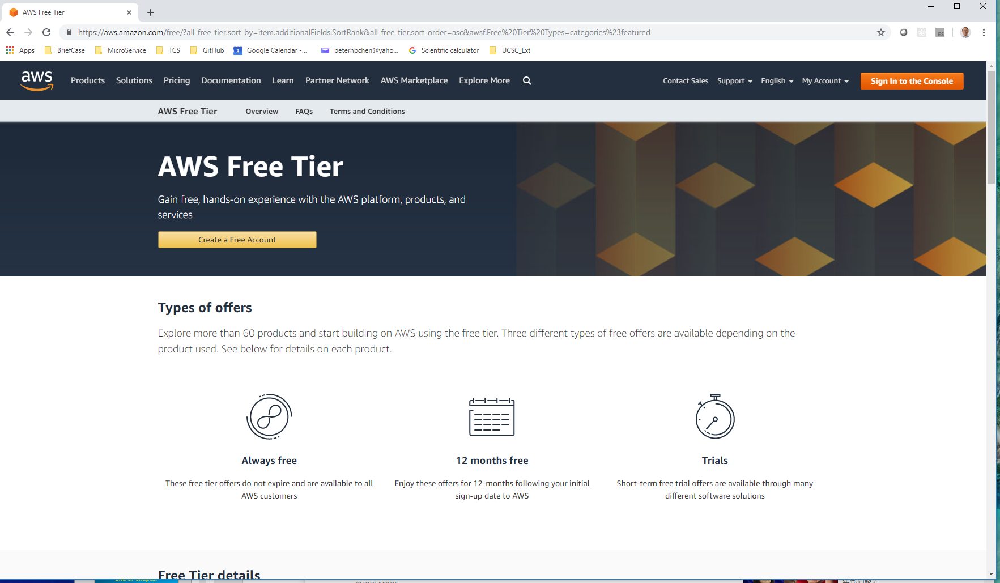 AWS Free Tier
https://aws.amazon.com/free/?all-free-tier.sort-by=item.additionalFields.SortRank&all-free-tier.sort-order=asc&awsf.Free%20Tier%20Types=categories%23featured
ES
Apps BriefCase MicroService TCS GitHub 3 Google Calendar -... peterhpchen@yaho... Scientific calculator UCSC_Ext
aws Products Solutions Pricing Documentation Learn Partner Network AWS Marketplace Explore More Contact Sales Support English My Account Sign In to the Console
AWS Free Tier Overview FAQs Terms and Conditions
AWS Free Tier
Gain free, hands-on experience with the AWS platform, products, and
services
Create a Free Account
Types of offers
Explore more than 60 products and start building on AWS using the free tier. Three different types of free offers are available depending on the
product used. See below for details on each product.
Always free
These free tier offers do not expire and are available to all
AWS customers
12 months free
Enjoy these offers for 12-months following your initial
sign-up date to AWS
Trials
Short-term free trial offers are available through many
different software solutions
Free Tier details
End of chapter
SHOW MORE